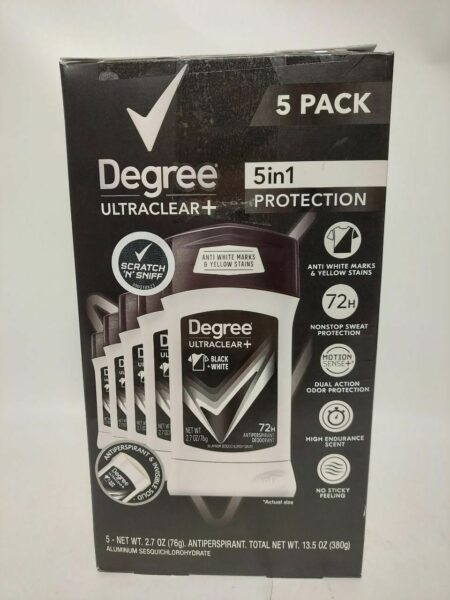 5 PACK
Degree
ULTRACLEAR+
5in1
PROTECTION
SCRATCH
'N' SNIFF
ANTI WHITE MARKS
& YELLOW STAINS
ANTI WHITE MARKS
& YELLOW STAINS
72H
NONSTOP SWEAT
PROTECTION
MOTION
SENSE+
DUAL ACTION
ODOR PROTECTION
HIGH ENDURANCE
SCENT
NO STICKY
FEELING
Degree
ULTRACLEAR+
BLACK
+ WHITE
NET WT
2.7 OZ/76g
72H
ANTIPERSPIRANT
DEODORANT
ANTIPERSPIRANT & INVISIBLE SOLID
Degree
*Actual size
5 - NET WT. 2.7 OZ (76g). ANTIPERSPIRANT. TOTAL NET WT. 13.5 OZ (380g)
ALUMINUM SESQUICHLOROHYDRATE